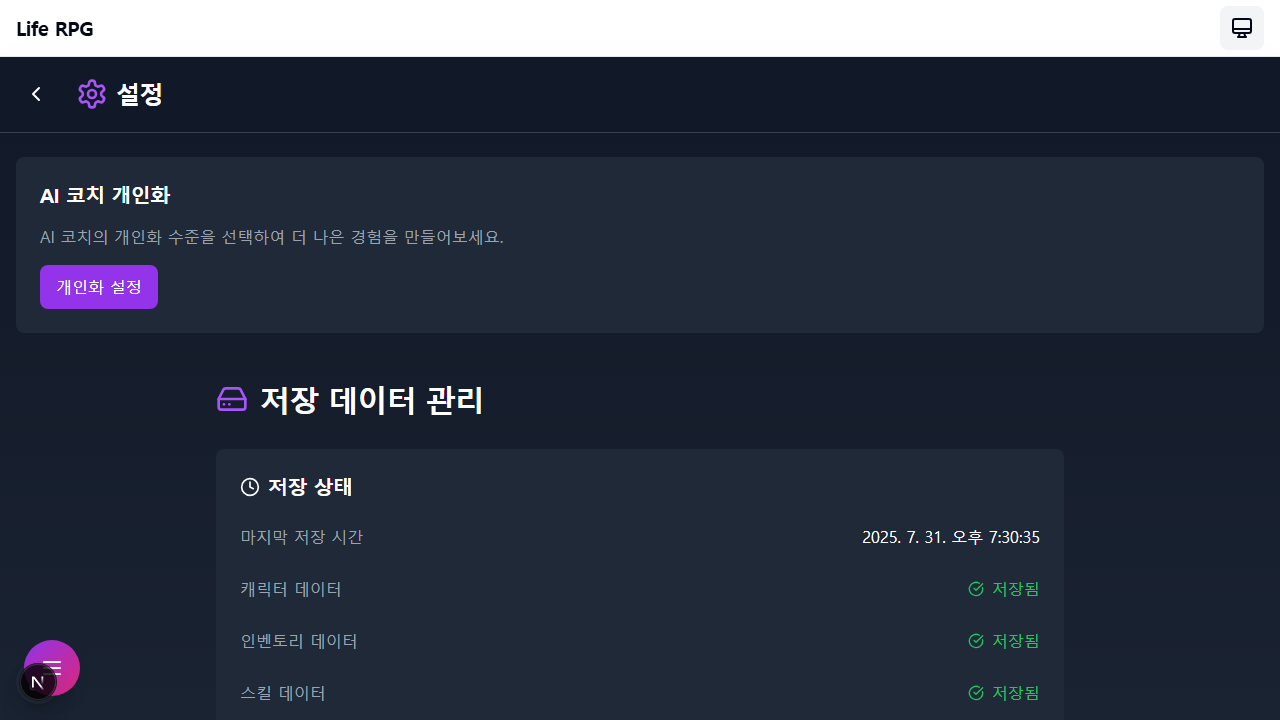 Life RPG
설정
AI 코치 개인화
AI 코치의 개인화 수준을 선택하여 더 나은 경험을 만들어보세요.
개인화 설정
저장 데이터 관리
저장 상태
마지막 저장 시간 2025. 7. 31. 오후 7:30:35
캐릭터 데이터 저장됨
인벤토리 데이터 저장됨
스킬 데이터 저장됨
N